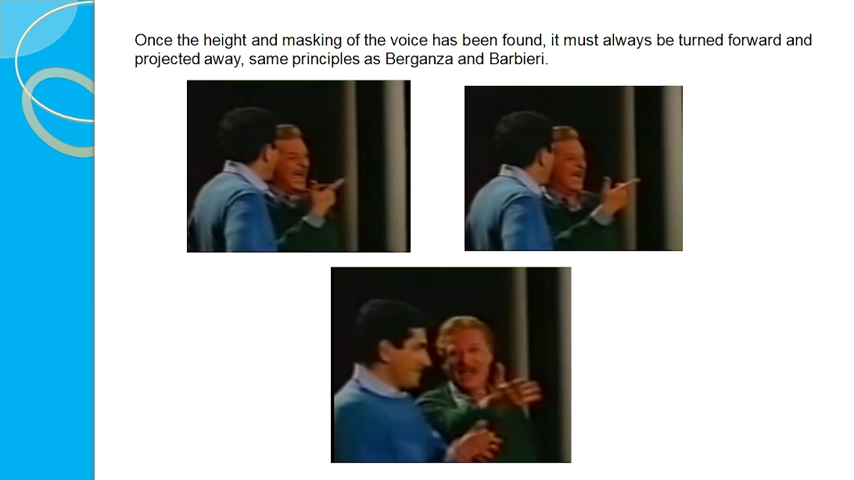 Once the height and masking of the voice has been found, it must always be turned forward and
projected away, same principles as Berganza and Barbieri.